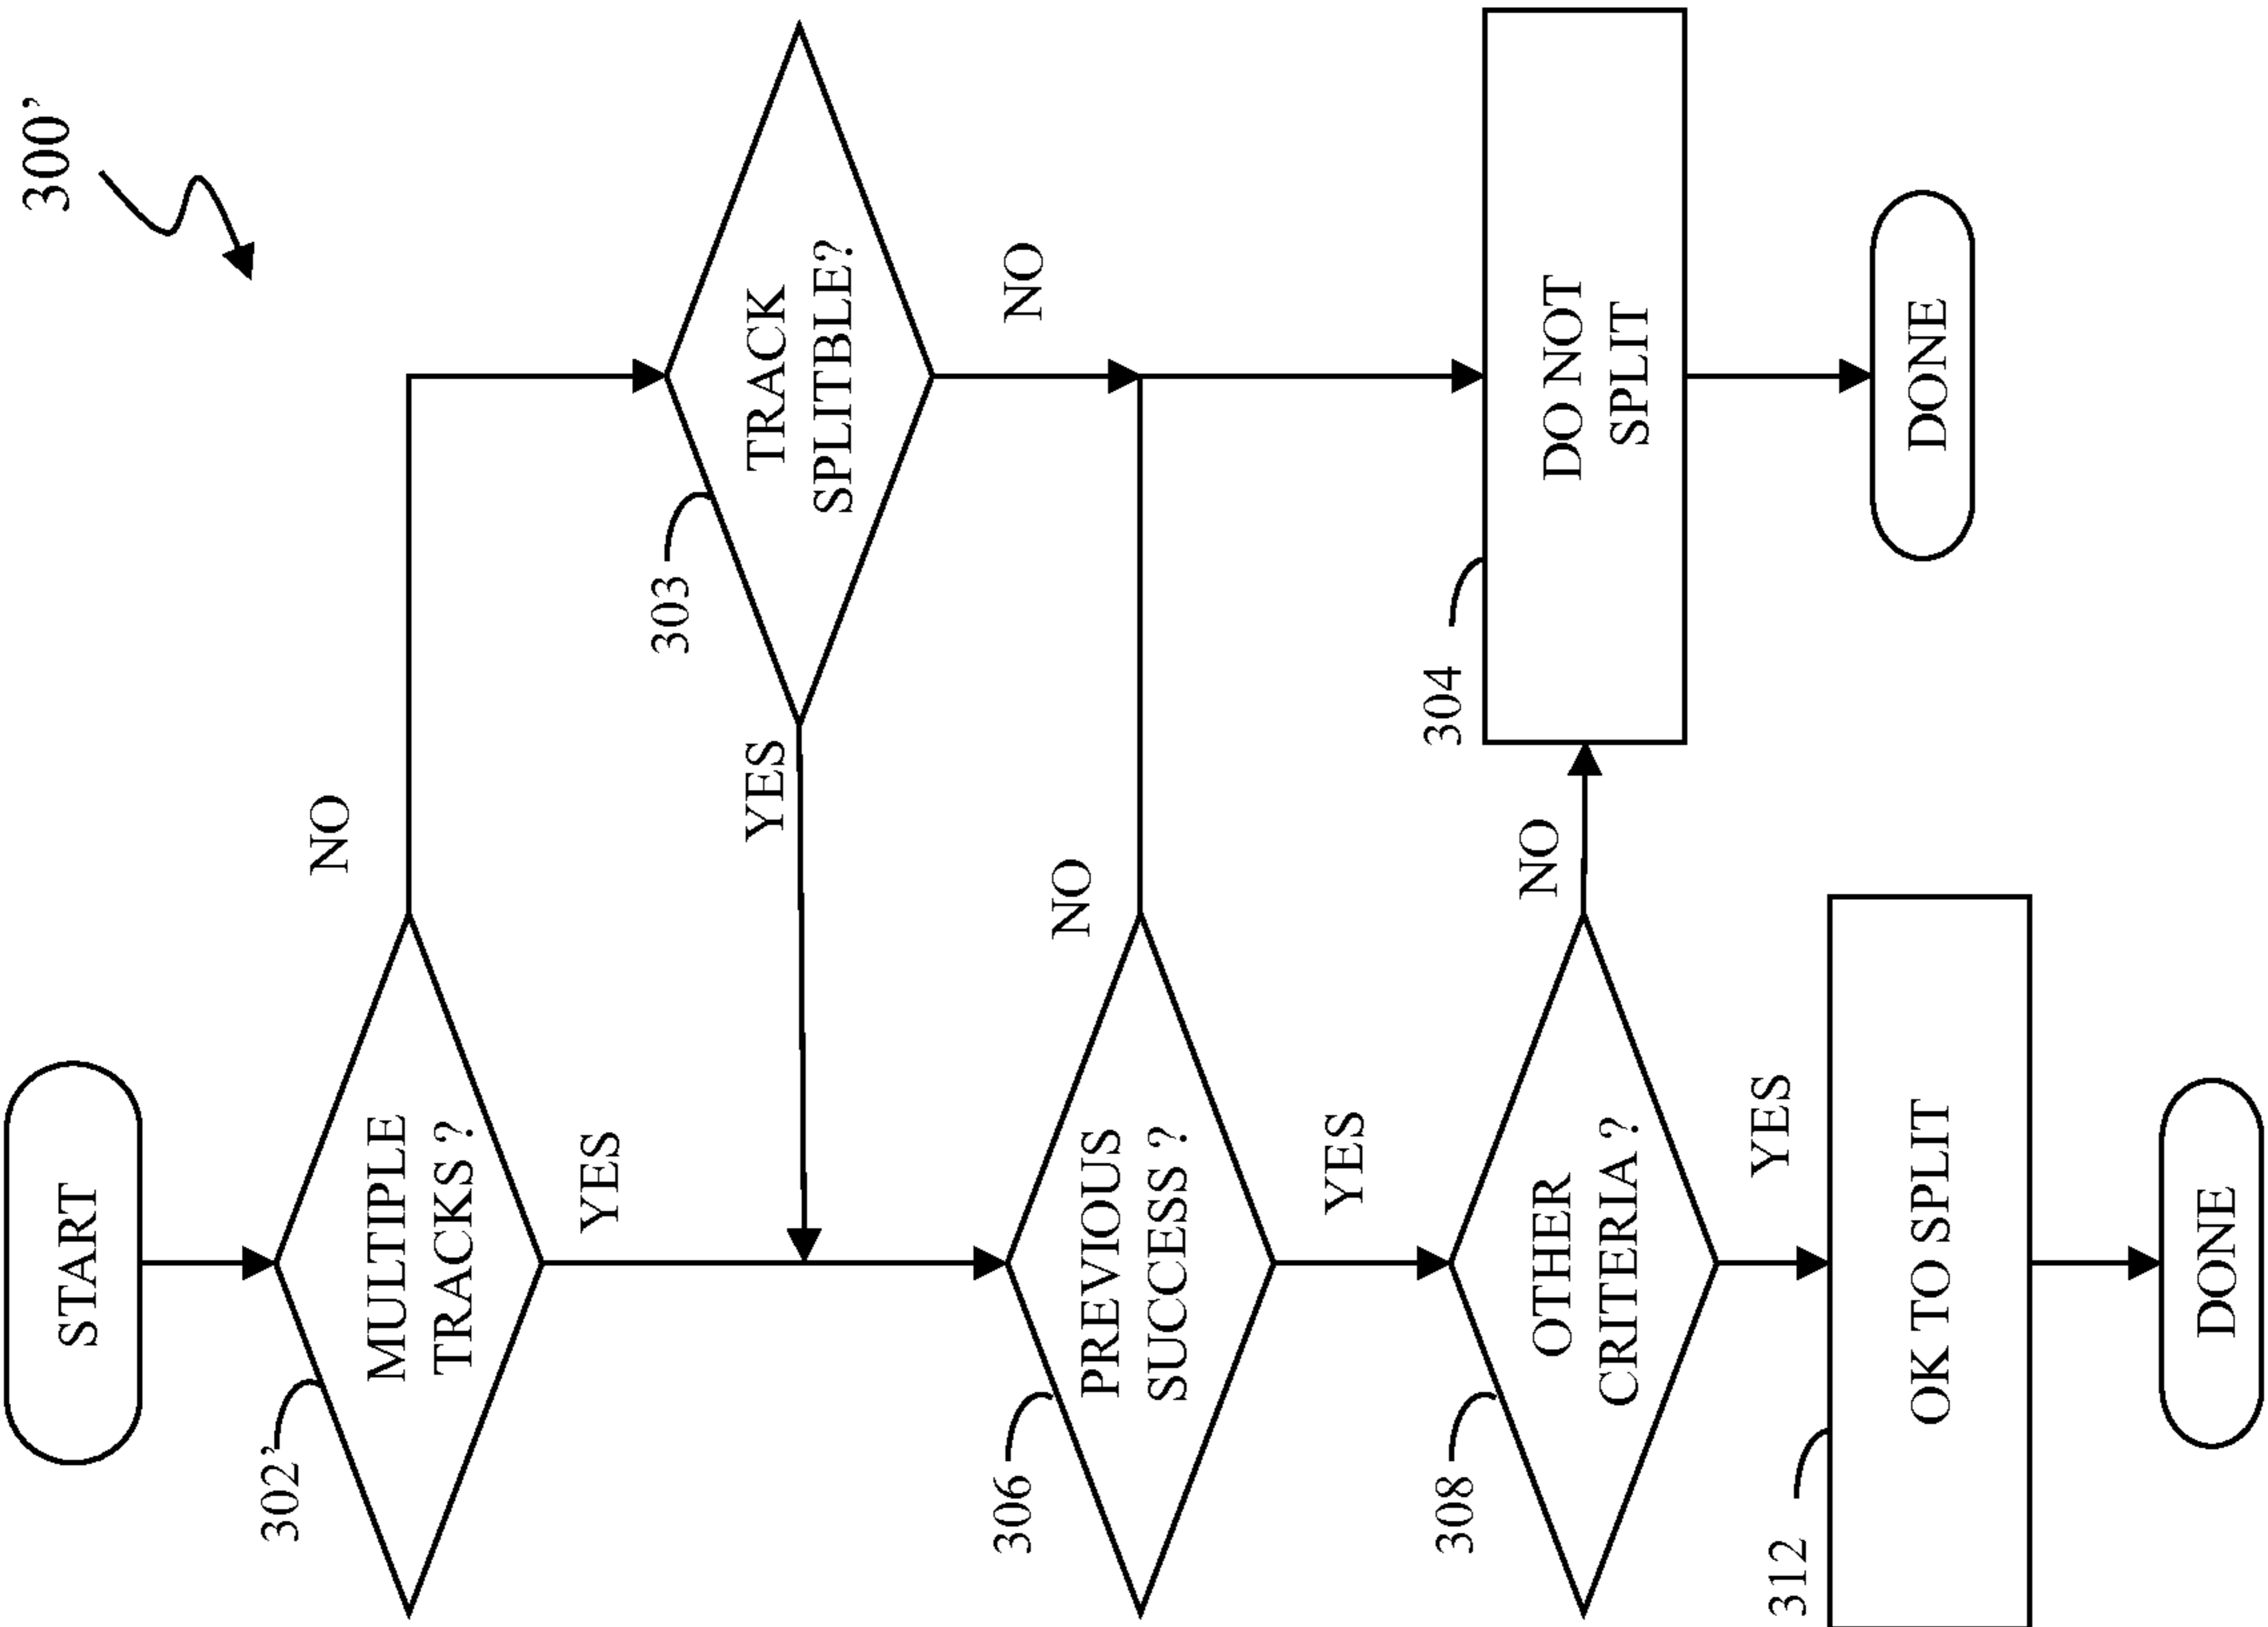 300’
START
302’
MULTIPLE
TRACKS ?
NO
YES
303
TRACK
SPLITBLE?
YES
NO
306
PREVIOUS
SUCCESS ?
NO
YES
308
OTHER
CRITERIA ?
NO
YES
304
DO NOT
SPLIT
DONE
312
OK TO SPLIT
DONE